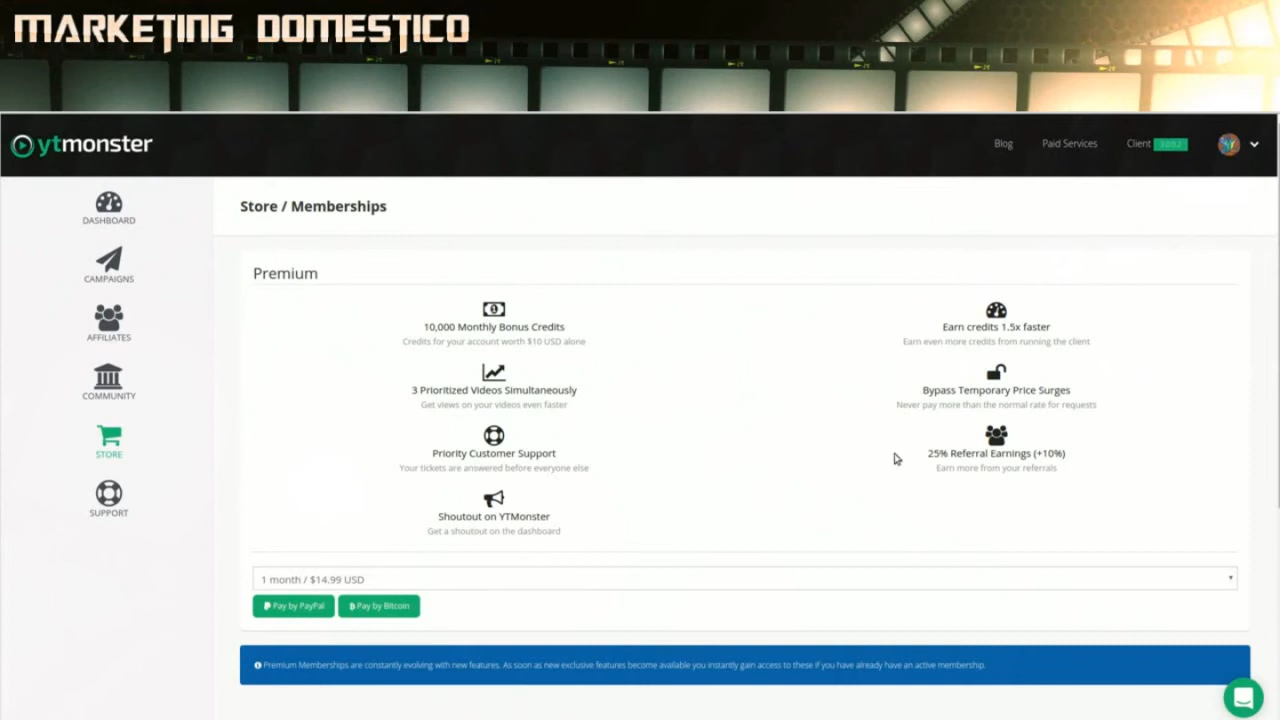 MARKETING DOMESTICO
ytmonster
Blog
Paid Services
Client
DASHBOARD
CAMPAIGNS
AFFILIATES
COMMUNITY
STORE
SUPPORT
Store / Memberships
Premium
10,000 Monthly Bonus Credits
Credits for your account worth $10 USD alone
Earn credits 1.5x faster
Earn even more credits from running the client
3 Prioritized Videos Simultaneously
Get views on your videos even faster
Bypass Temporary Price Surges
Never pay more than the normal rate for requests
Priority Customer Support
Your tickets are answered before everyone else
25% Referral Earnings (+10%)
Earn more from your referrals
Shoutout on YTMonster
Get a shoutout on the dashboard
1 month / $14.99 USD
Pay by PayPal
Pay by Bitcoin
Premium Memberships are constantly evolving with new features. As soon as new exclusive features become available you instantly gain access to these if you have already have an active membership.